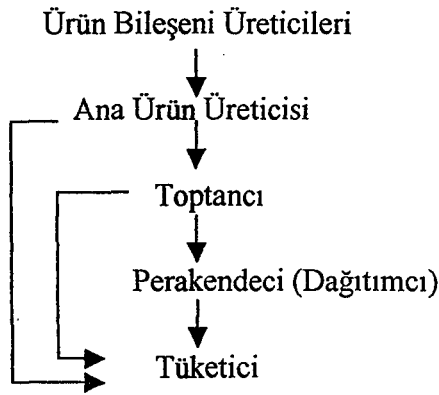 Ürün Bileşeni Üreticileri
Ana Ürün Üreticisi
Toptancı
Perakendeci (Dağıtımcı)
Tüketici